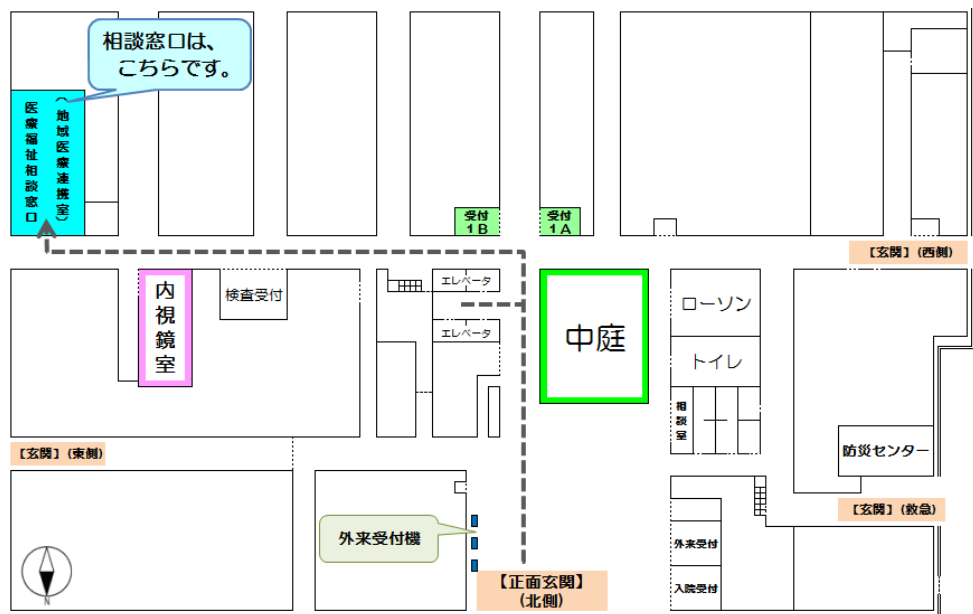 相談窓口は、
こちらです。
医療福祉相談窓口
（地域医療連携室）
受付
1B
受付
1A
【玄関】(西側)
内視鏡室
検査受付
エレベータ
エレベータ
中庭
ローソン
トイレ
相談室
防災センター
【玄関】(東側)
外来受付機
【玄関】(救急)
外来受付
入院受付
【正面玄関】
(北側)
N